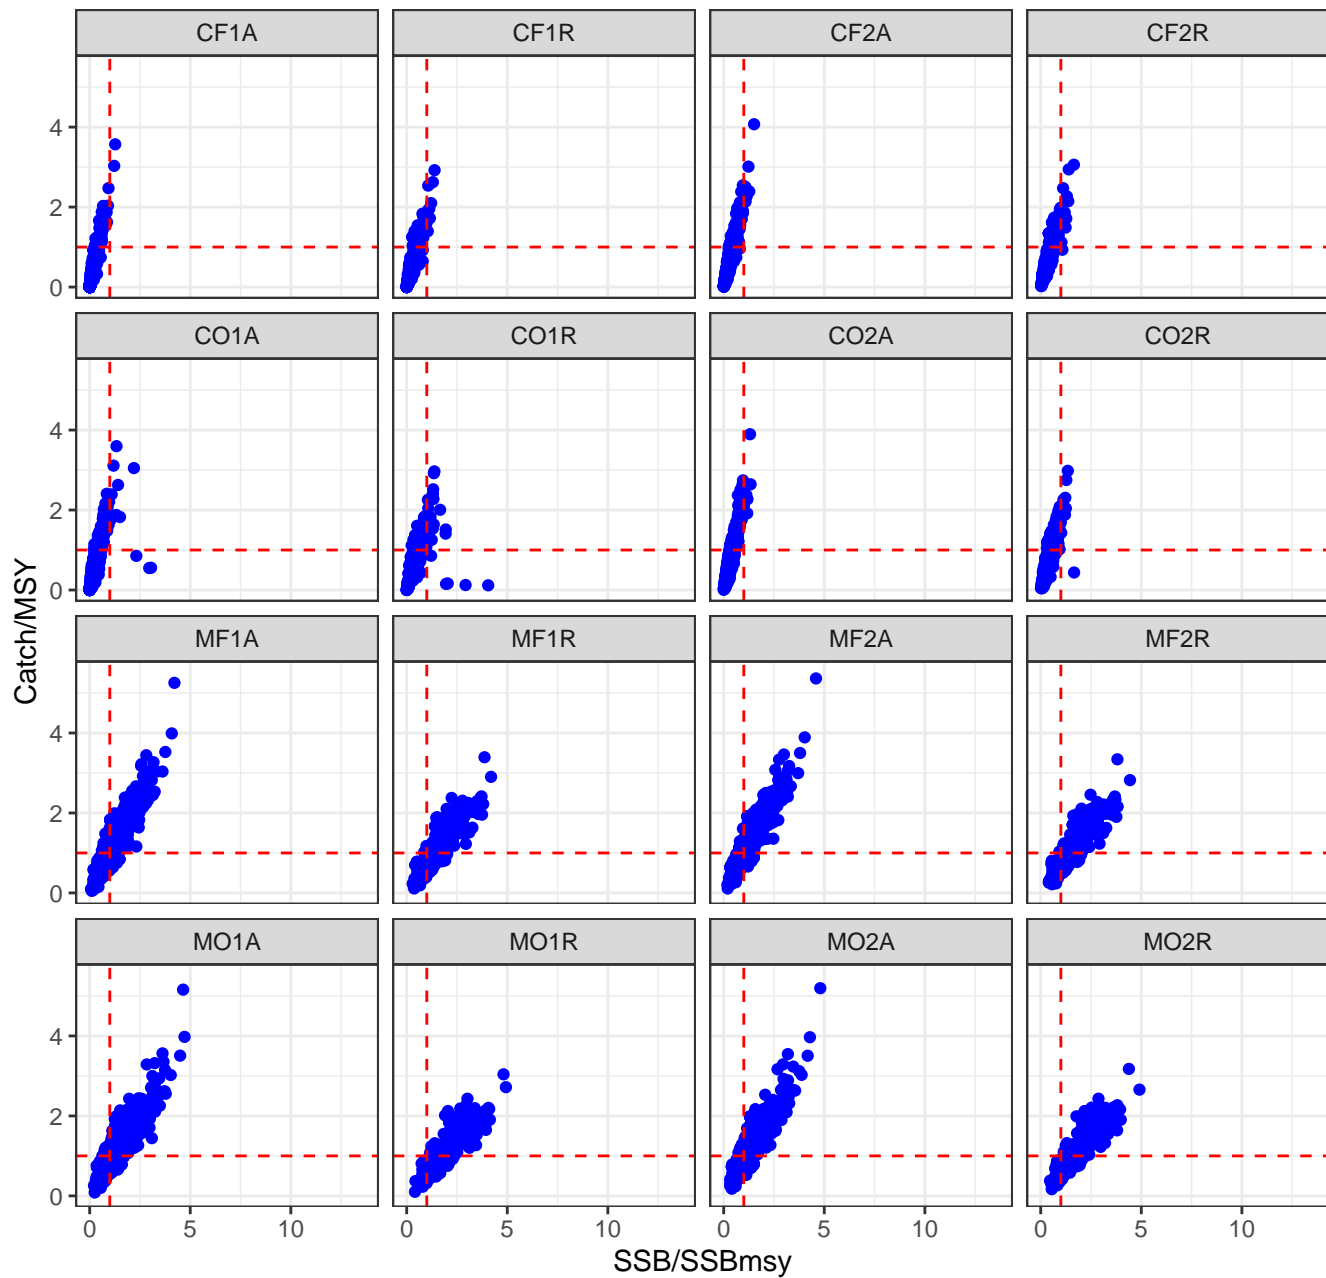 CF1A CF1R CF2A CF2R
4
2
0
CO1A CO1R CO2A CO2R
4
2
0
MF1A MF1R MF2A MF2R
4
2
0
MO1A MO1R MO2A MO2R
4
2
0
0 5 10 0 5 10 0 5 10 0 5 10
SSB/SSBmsy
Catch/MSY